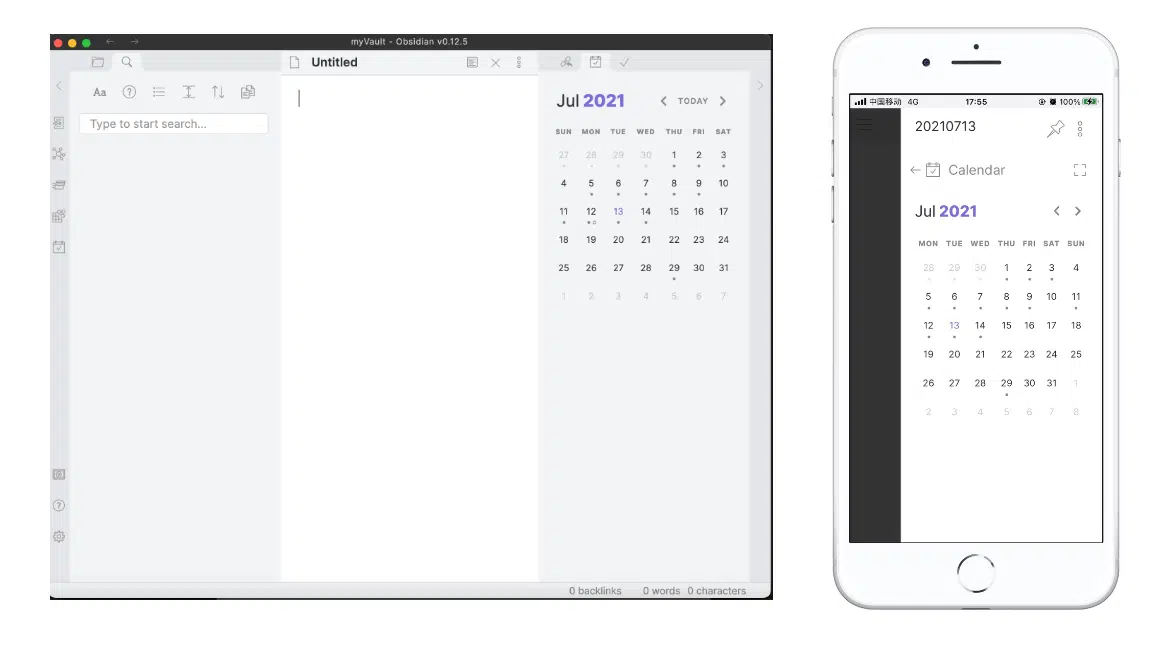 myVault - Obsidian v0.12.5
Untitled
Aa
Type to start search...
Jul 2021
TODAY
SUN MON TUE WED THU FRI SAT
27 28 29 30 1 2 3
4 5 6 7 8 9 10
11 12 13 14 15 16 17
18 19 20 21 22 23 24
25 26 27 28 29 30 31
1 2 3 4 5 6 7
0 backlinks 0 words 0 characters
中国移动 4G 17:55 100%
20210713
Calendar
Jul 2021
MON TUE WED THU FRI SAT SUN
28 29 30 1 2 3 4
5 6 7 8 9 10 11
12 13 14 15 16 17 18
19 20 21 22 23 24 25
26 27 28 29 30 31 1
2 3 4 5 6 7 8